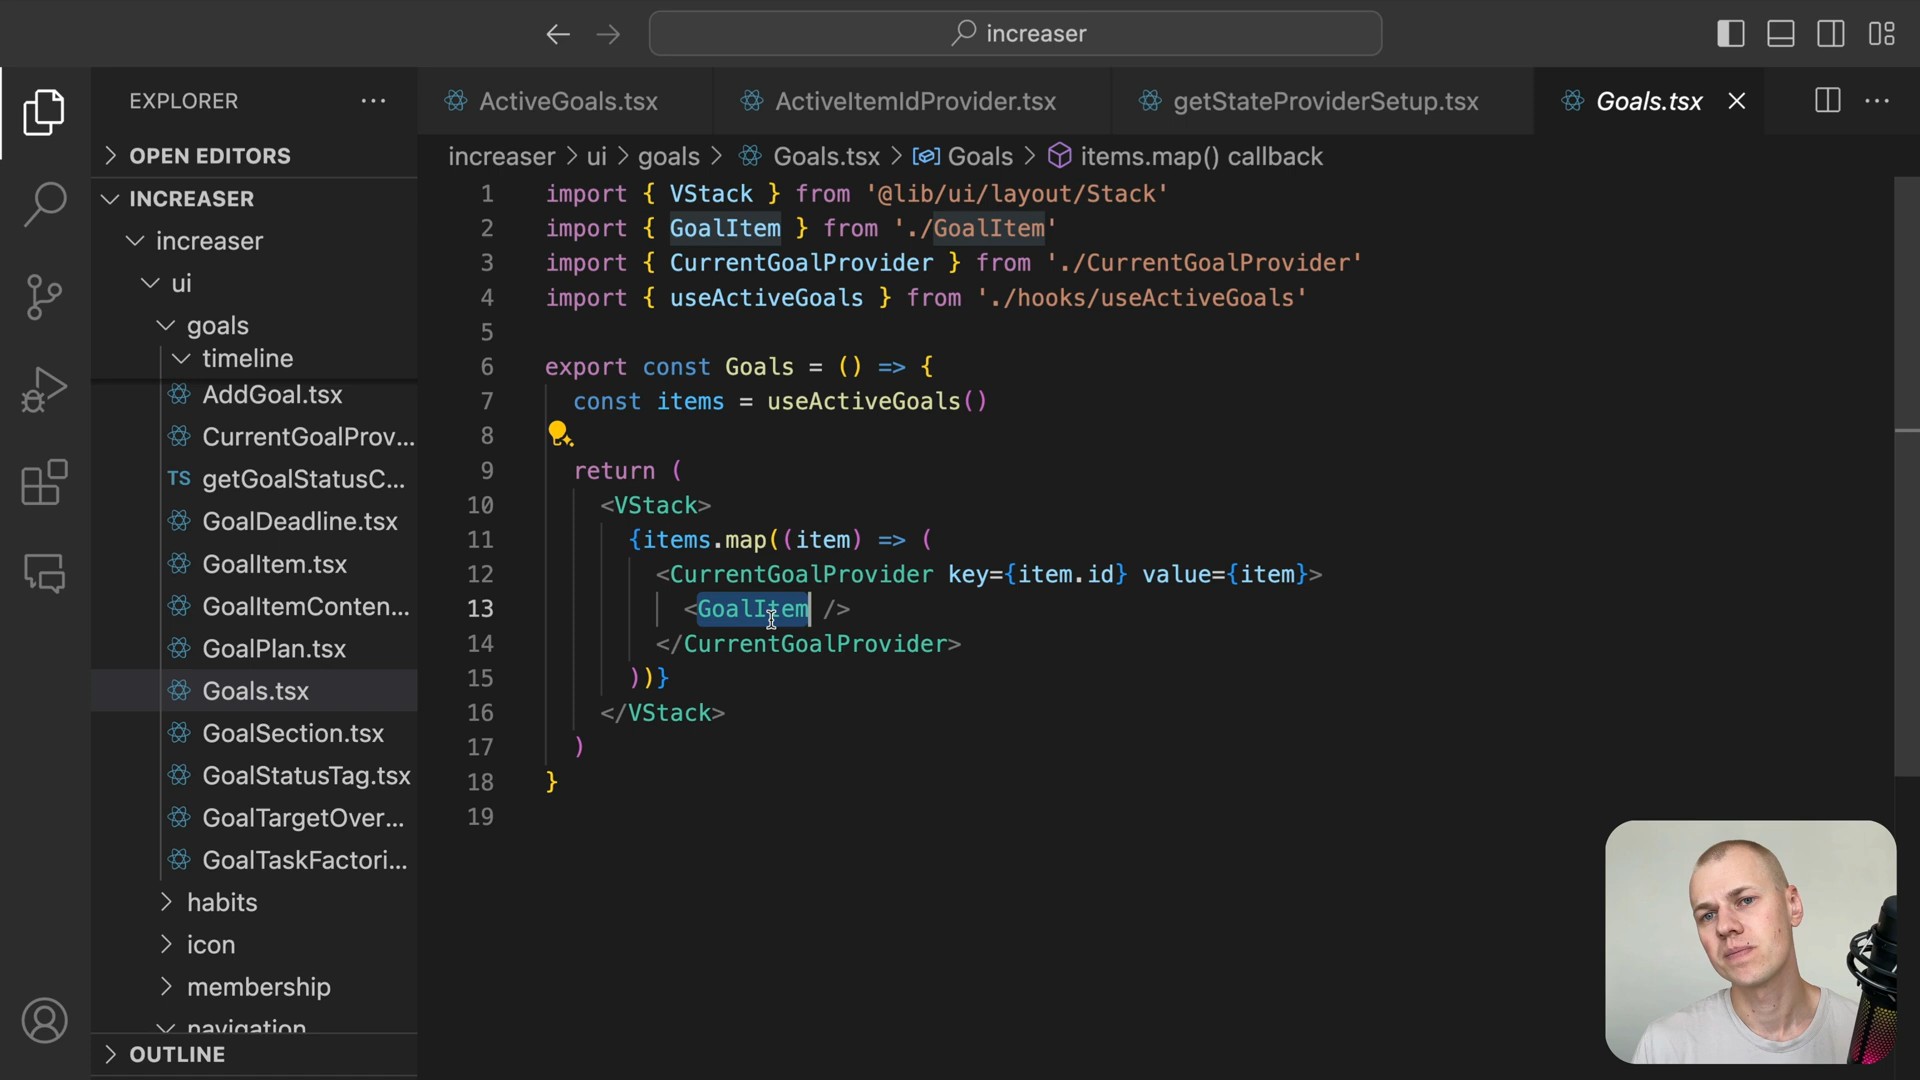 increaser
EXPLORER
OPEN EDITORS
INCREASER
increaser
ui
goals
timeline
AddGoal.tsx
CurrentGoalProv...
TS getGoalStatusC...
GoalDeadline.tsx
GoalItem.tsx
GoalItemConten...
GoalPlan.tsx
Goals.tsx
GoalSection.tsx
GoalStatusTag.tsx
GoalTargetOver...
GoalTaskFactori...
habits
icon
membership
navigation
OUTLINE
ActiveGoals.tsx ActiveItemIdProvider.tsx getStateProviderSetup.tsx Goals.tsx
increaser > ui > goals > Goals.tsx > Goals > items.map() callback
1 import { VStack } from '@lib/ui/layout/Stack'
2 import { GoalItem } from './GoalItem'
3 import { CurrentGoalProvider } from './CurrentGoalProvider'
4 import { useActiveGoals } from './hooks/useActiveGoals'
5
6 export const Goals = () => {
7 const items = useActiveGoals()
8
9 return (
10 <VStack>
11 {items.map((item) => (
12 <CurrentGoalProvider key={item.id} value={item}>
13 <GoalItem />
14 </CurrentGoalProvider>
15 ))}
16 </VStack>
17 )
18 }
19